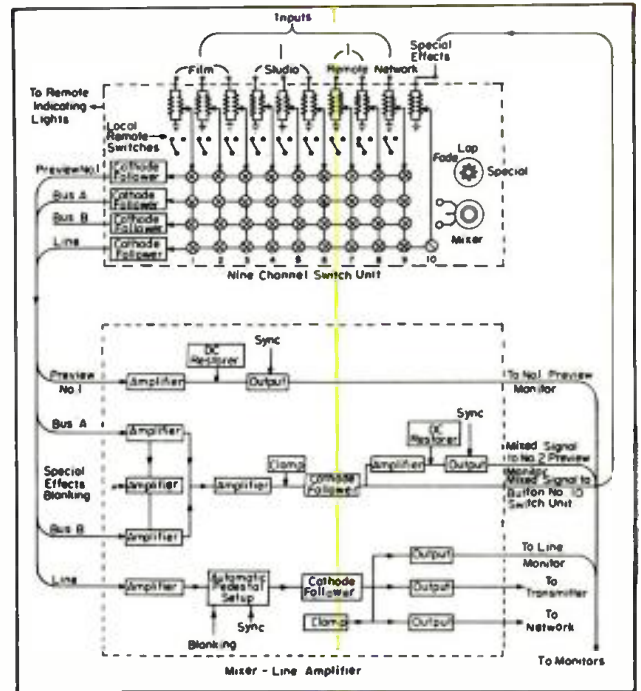 Inputs
Special
Effects
Film
Studio
Remote
Network
To Remote
Indicating
Lights
Local
Remote
Switches
Lap
Fade
Special
Mixer
Preview No.1
Cathode
Follower
Bus A
Cathode
Follower
Bus B
Cathode
Follower
Line
Cathode
Follower
1 2 3 4 5 6 7 8 9 10
Nine Channel Switch Unit
Sync
DC
Restorer
Preview
No.1
Amplifier
Output
To No.1 Preview
Monitor
Bus A
Amplifier
Sync
DC
Restorer
Special
Effects
Blanking
Amplifier
Amplifier
Clamp
Cathode
Follower
Amplifier
Output
Mixed Signal
to No.2 Preview
Monitor
Mixed Signal to
Button No. 10
Switch Unit
Bus B
Amplifier
Line
Amplifier
Automatic
Pedestal
Setup
Cathode
Follower
Output
To Line
Monitor
Output
To
Transmitter
Blanking
Sync
Clamp
Output
To
Network
Mixer - Line Amplifier
To Monitors